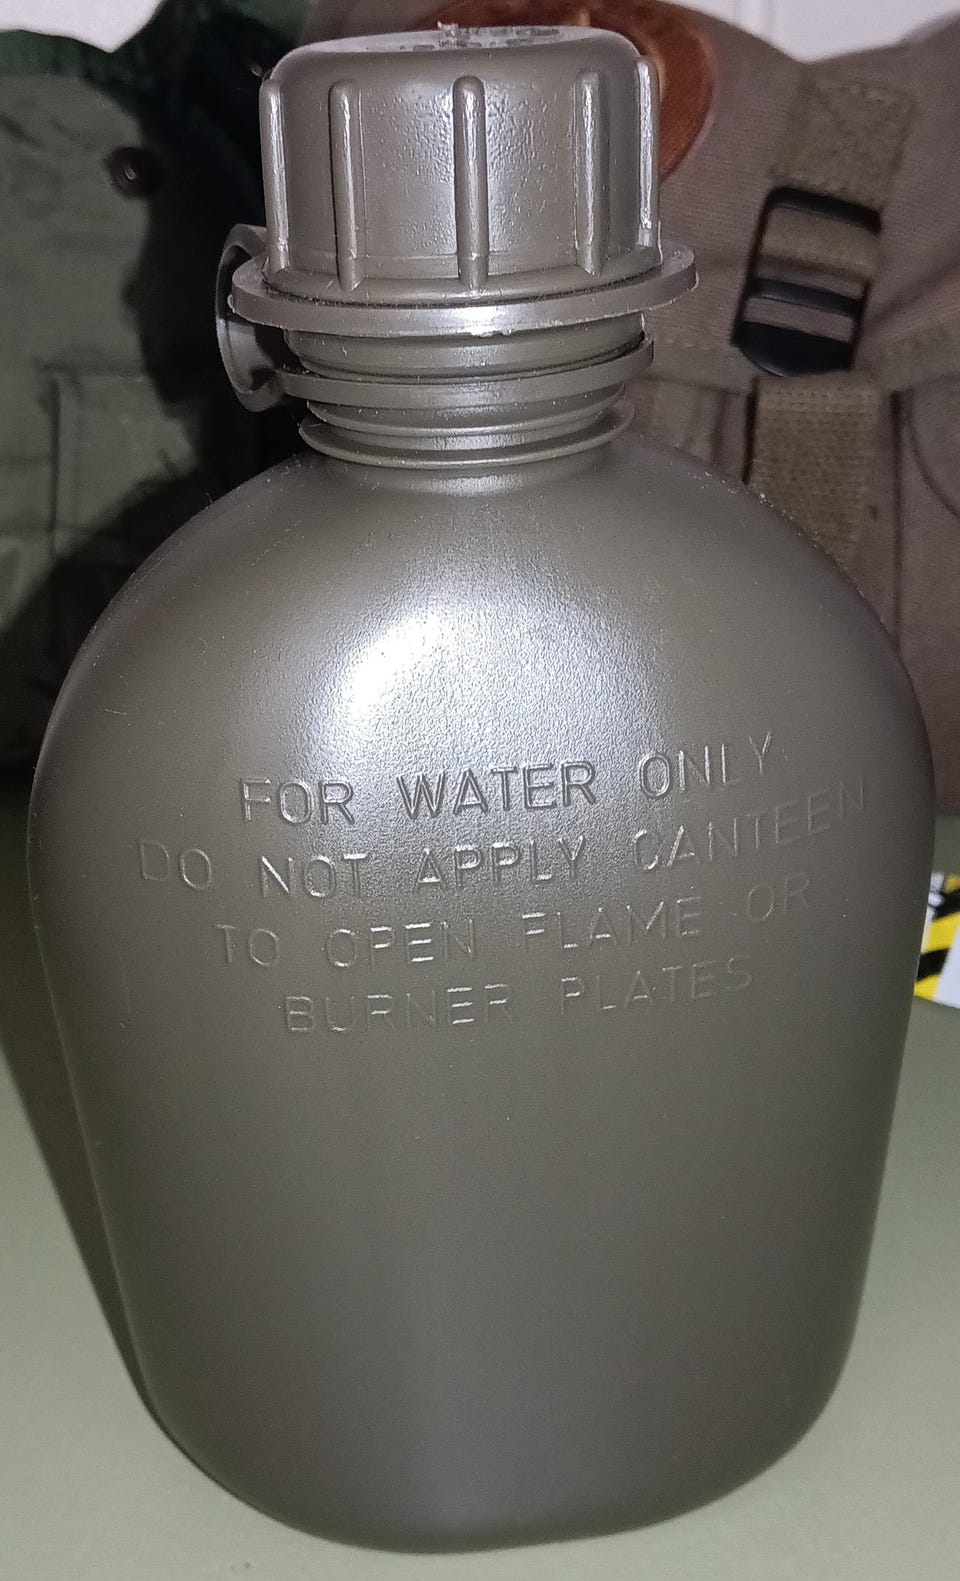 FOR WATER ONLY
DO NOT APPLY CANTEEN
TO OPEN FLAME OR
BURNER PLATES